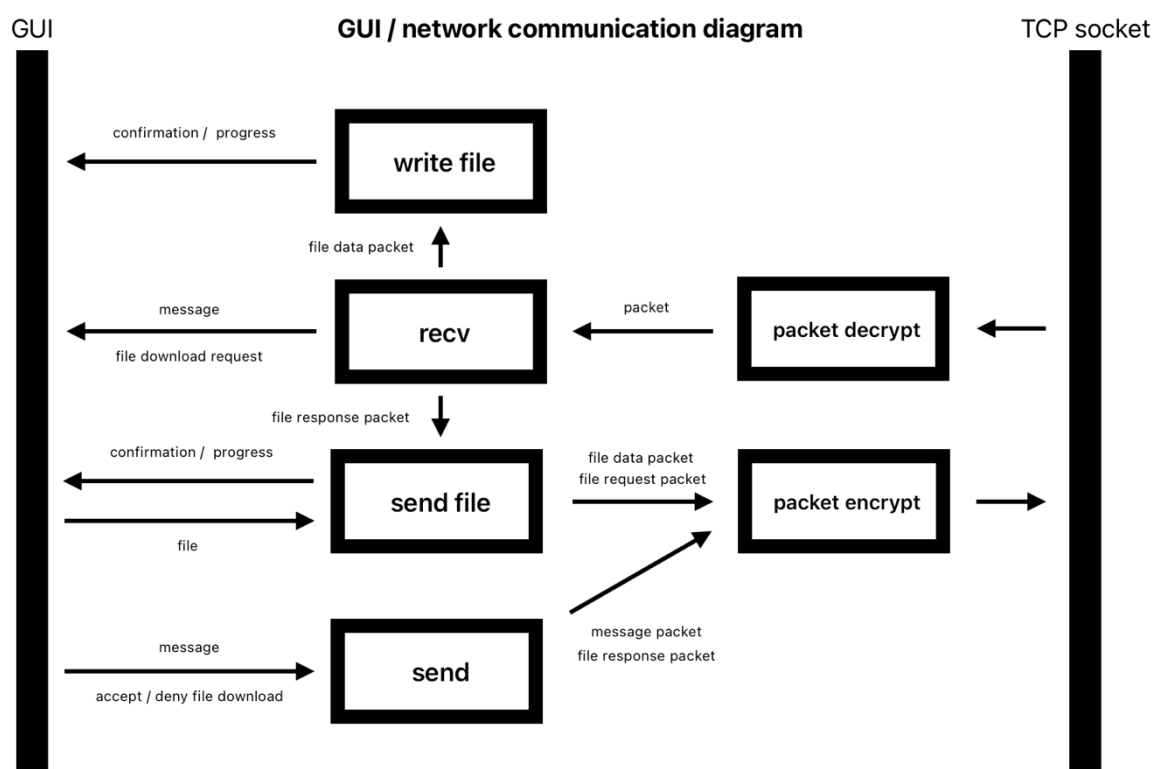 GUI
GUI / network communication diagram
TCP socket
confirmation / progress
write file
file data packet
message
file download request
recv
packet
packet decrypt
file response packet
confirmation / progress
send file
file
file data packet
file request packet
packet encrypt
message
accept / deny file download
send
message packet
file response packet